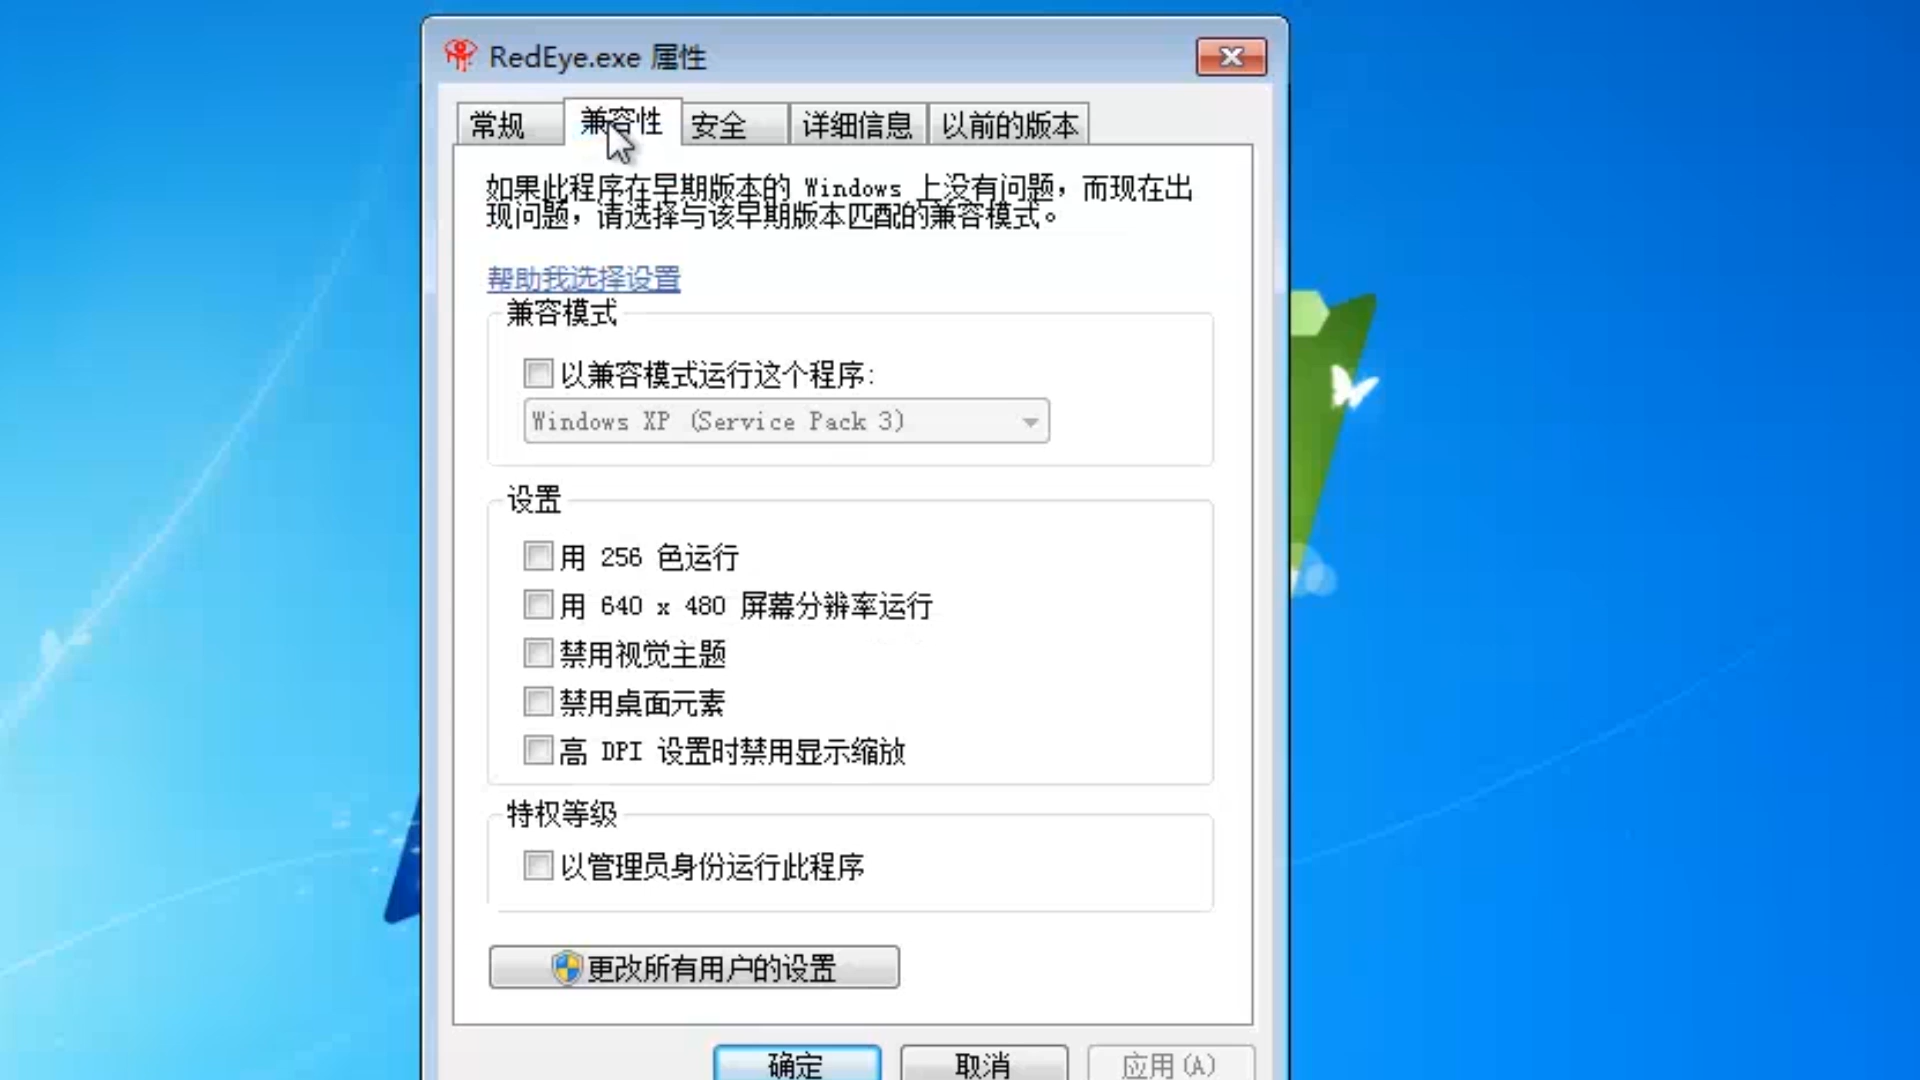 RedEye.exe 属性
常规 兼容性 安全 详细信息 以前的版本
如果此程序在早期版本的 Windows 上没有问题，而现在出
现问题，请选择与该早期版本匹配的兼容模式。
帮助我选择设置
兼容模式
以兼容模式运行这个程序:
Windows XP (Service Pack 3)
设置
用 256 色运行
用 640 x 480 屏幕分辨率运行
禁用视觉主题
禁用桌面元素
高 DPI 设置时禁用显示缩放
特权等级
以管理员身份运行此程序
更改所有用户的设置
确定 取消 应用(A)